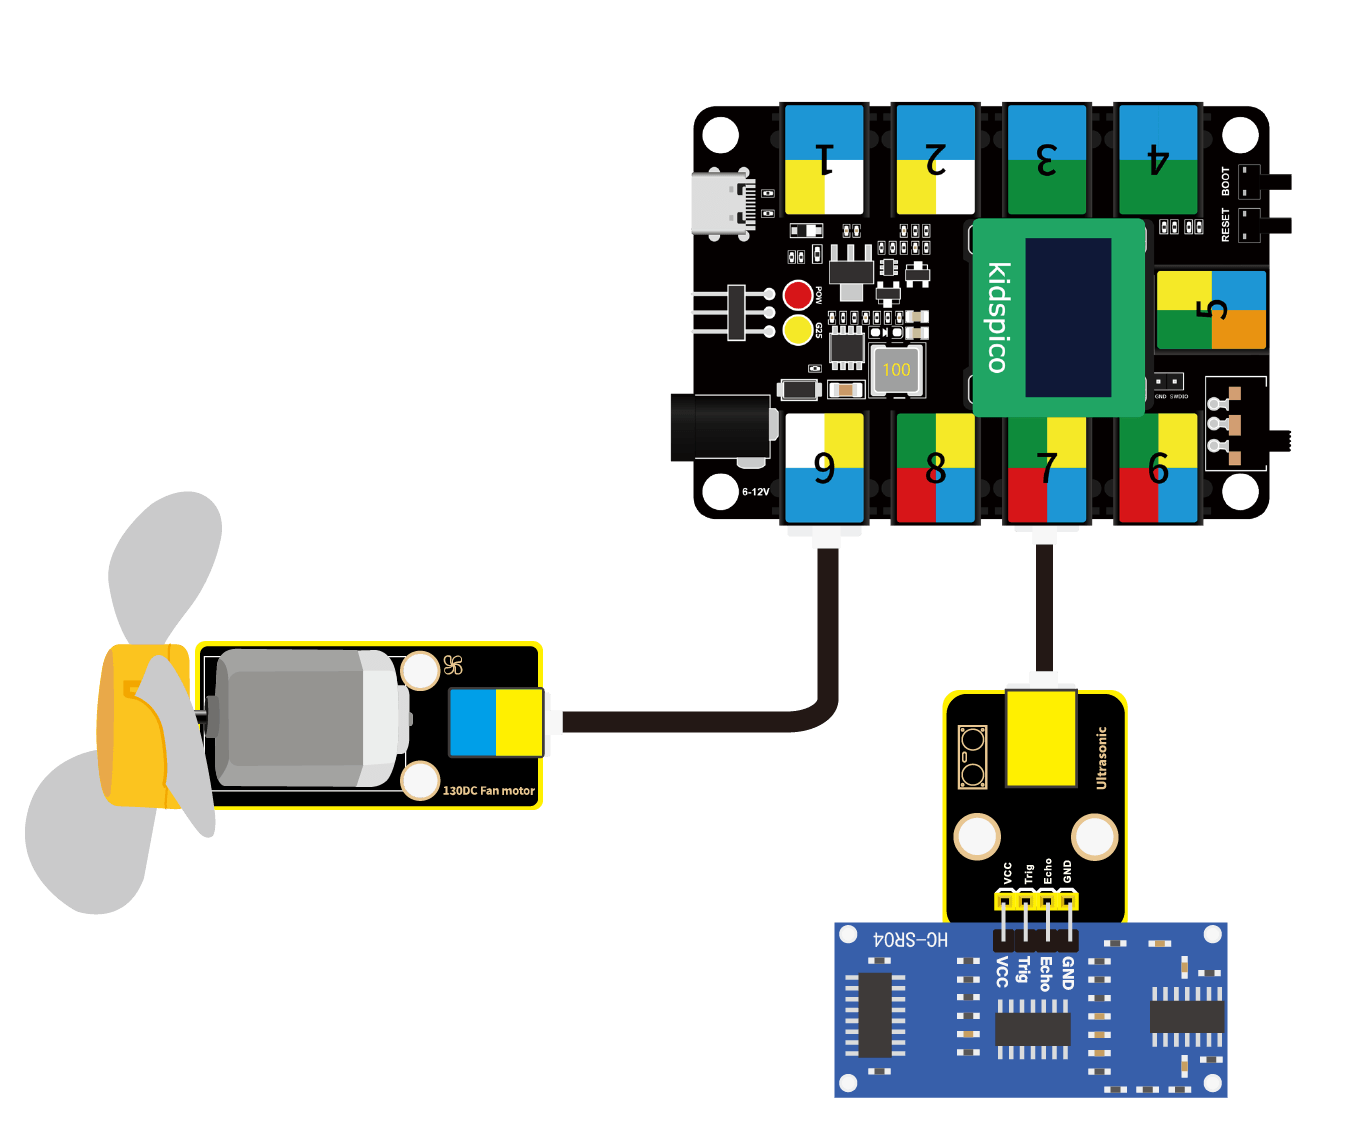 1
2
3
4
BOOT
RESET
POW
G25
100
kidspico
5
GND SWDIO
9
8
7
6
6-12V
130DC Fan motor
Ultrasonic
VCC
Trig
Echo
GND
HC-SR04
VCC
Trig
Echo
GND